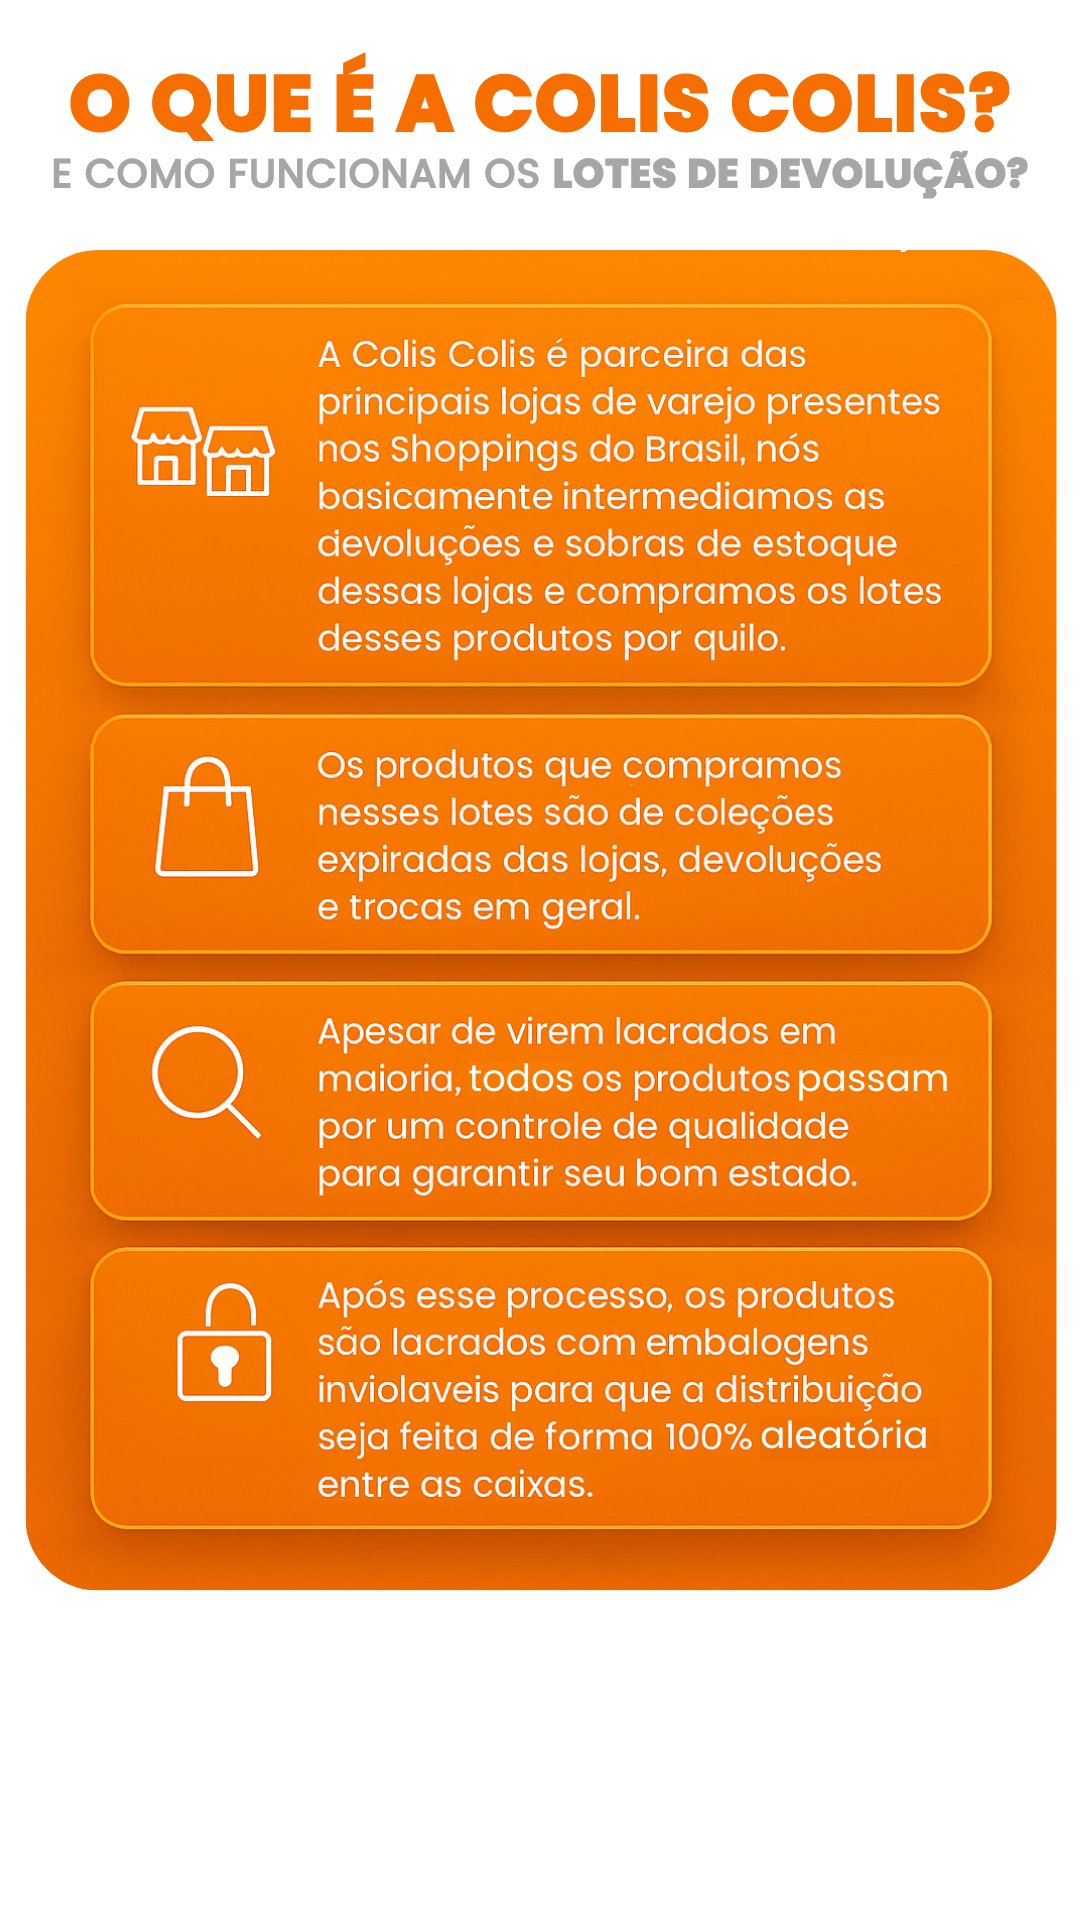 O QUE É A COLIS COLIS?
E COMO FUNCIONAM OS LOTES DE DEVOLUÇÃO?
A Colis Colis é parceira das
principais lojas de varejo presentes
nos Shoppings do Brasil, nós
basicamente intermediamos as
devoluções e sobras de estoque
dessas lojas e compramos os lotes
desses produtos por quilo.
Os produtos que compramos
nesses lotes são de coleções
expiradas das lojas, devoluções
e trocas em geral.
Apesar de virem lacrados em
maioria, todos os produtos passam
por um controle de qualidade
para garantir seu bom estado.
Após esse processo, os produtos
são lacrados com embalogens
inviolaveis para que a distribuição
seja feita de forma 100% aleatória
entre as caixas.